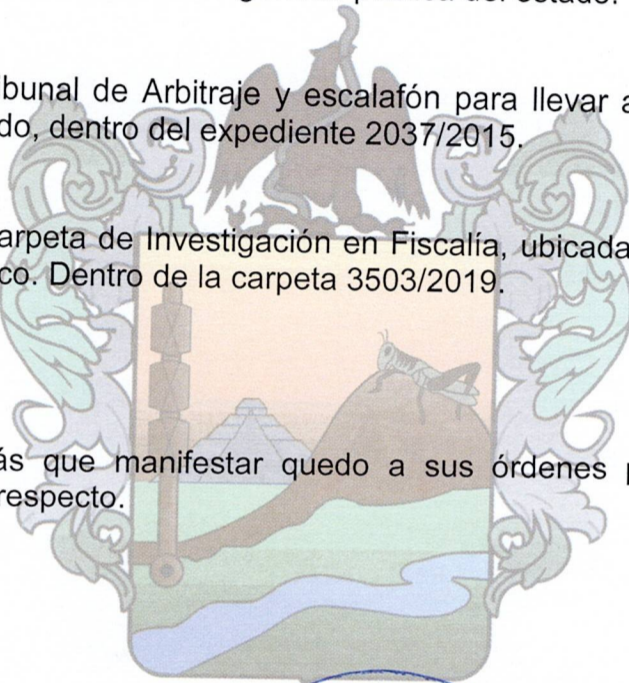 bunal de Arbitraje y escalafón para llevar a
do, dentro del expediente 2037/2015.
arpeta de Investigación en Fiscalía, ubicada
co. Dentro de la carpeta 3503/2019.
ás que manifestar quedo a sus órdenes p
respecto.